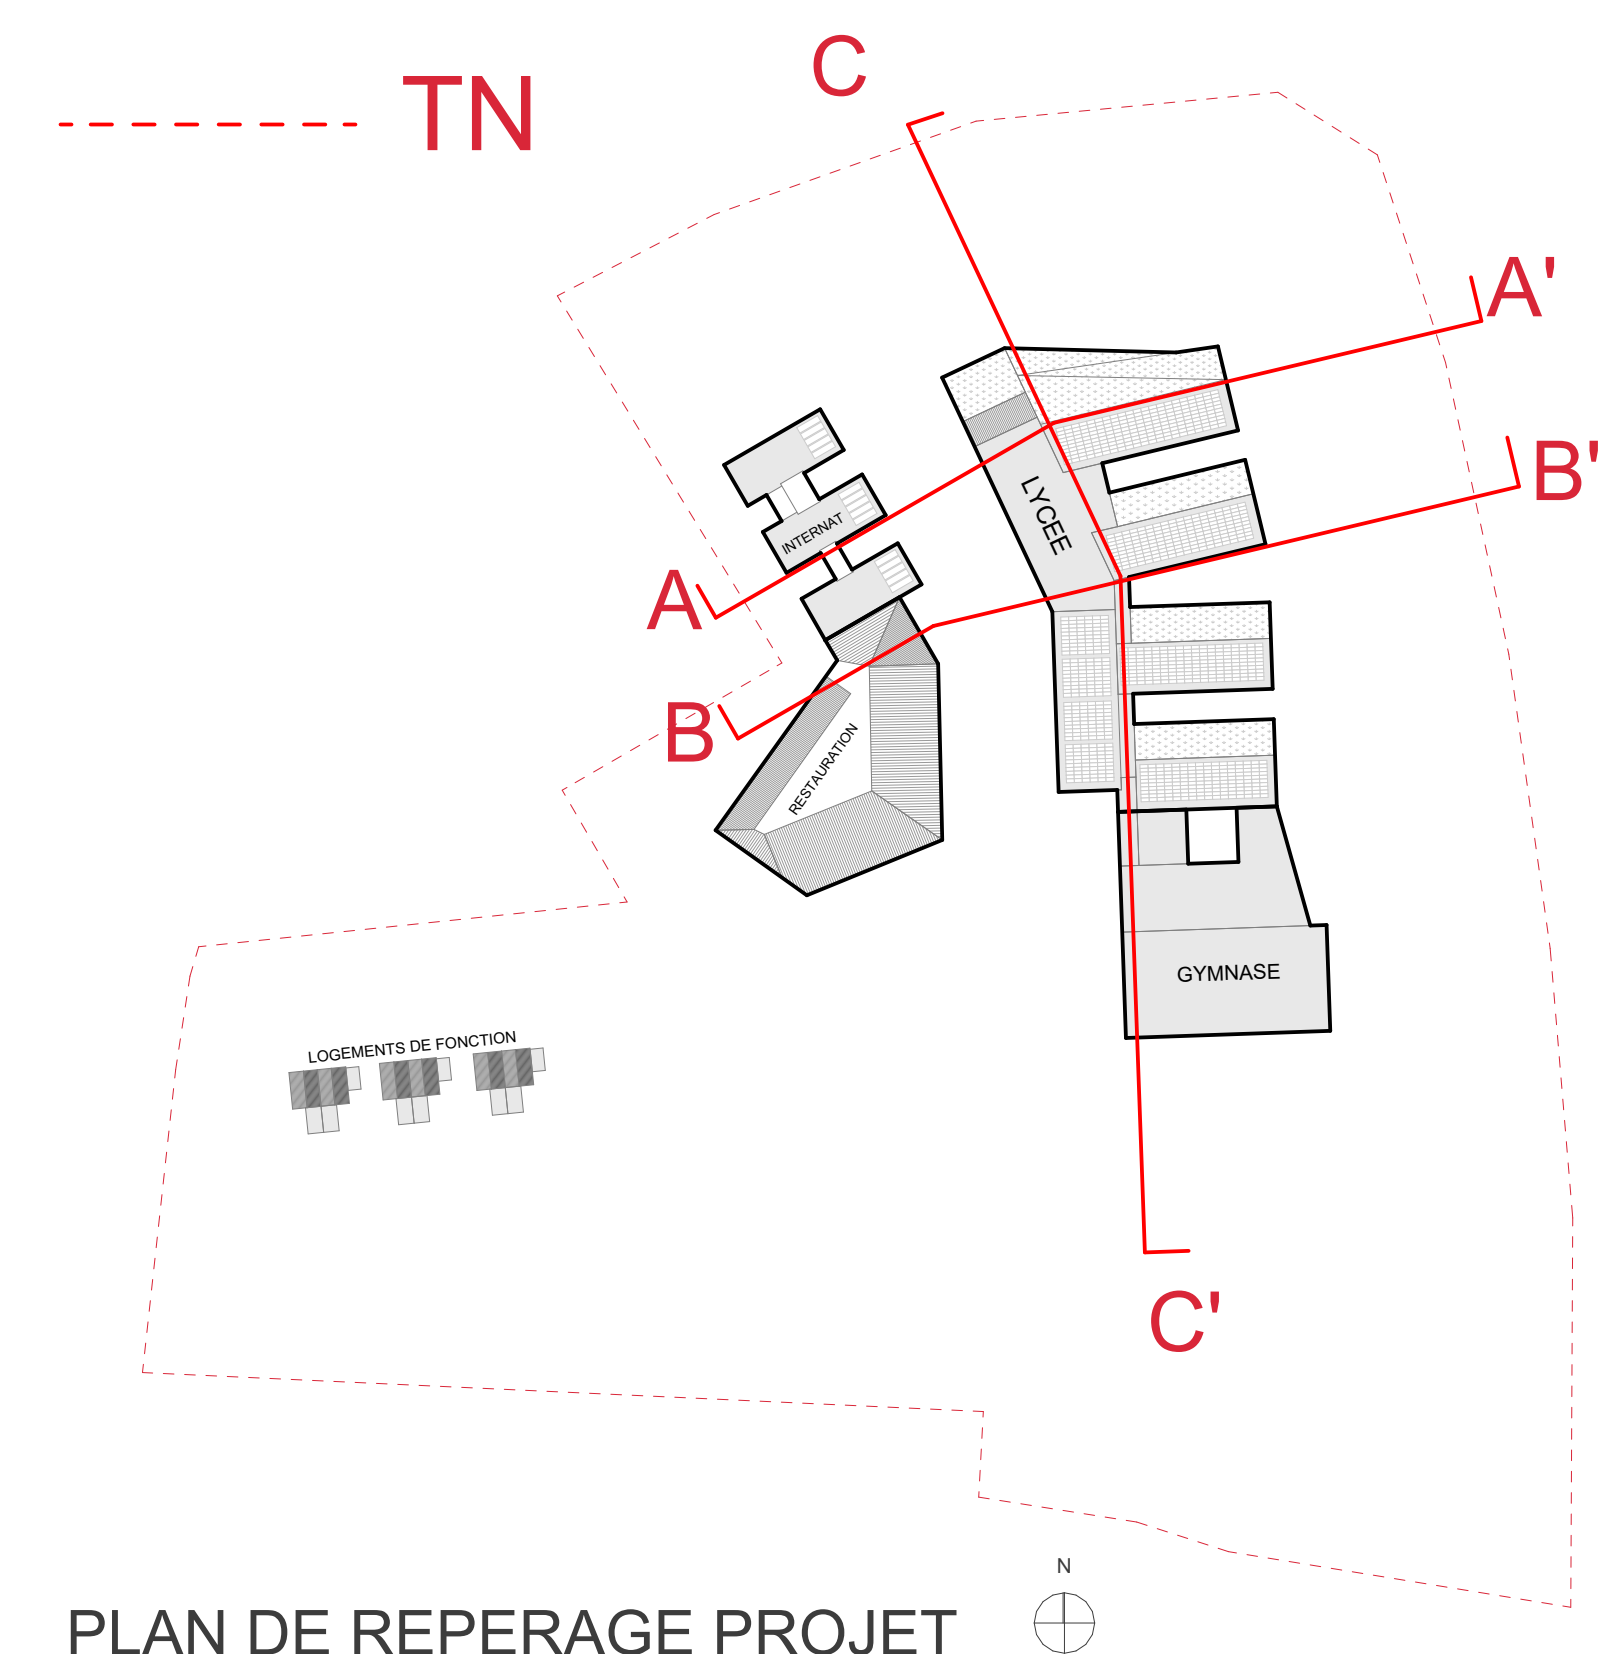 C
TN
A'
B'
LYCEE
INTERNAT
A
B
RESTAURATION
GYMNASE
LOGEMENTS DE FONCTION
C'
N
PLAN DE REPERAGE PROJET